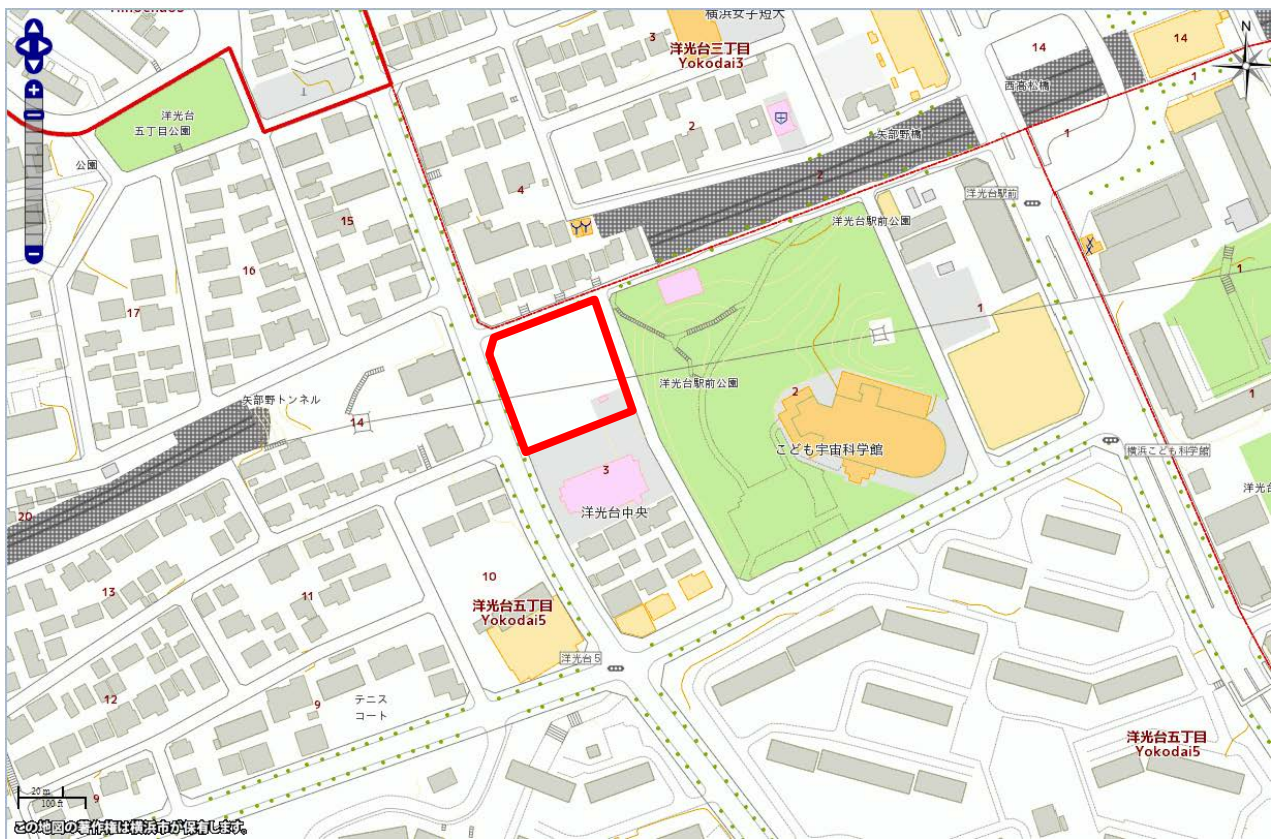 横浜女子短大
3
洋光台三丁目
Yokodai3
14
14
N
西高松橋
1
洋光台
五丁目公園
2
矢部野橋
1
公園
4
2
15
洋光台駅前
洋光台駅前公園
16
1
1
17
洋光台駅前公園
矢部野トンネル
2
1
14
こども宇宙科学館
横浜こども科学館
3
20
洋光台中央
10
13
11
洋光台五丁目
Yokodai5
洋光台5
12
9
テニス
コート
洋光台五丁目
Yokodai5
9
20 m
100 ft
この地図の著作権は横浜市が保有します。